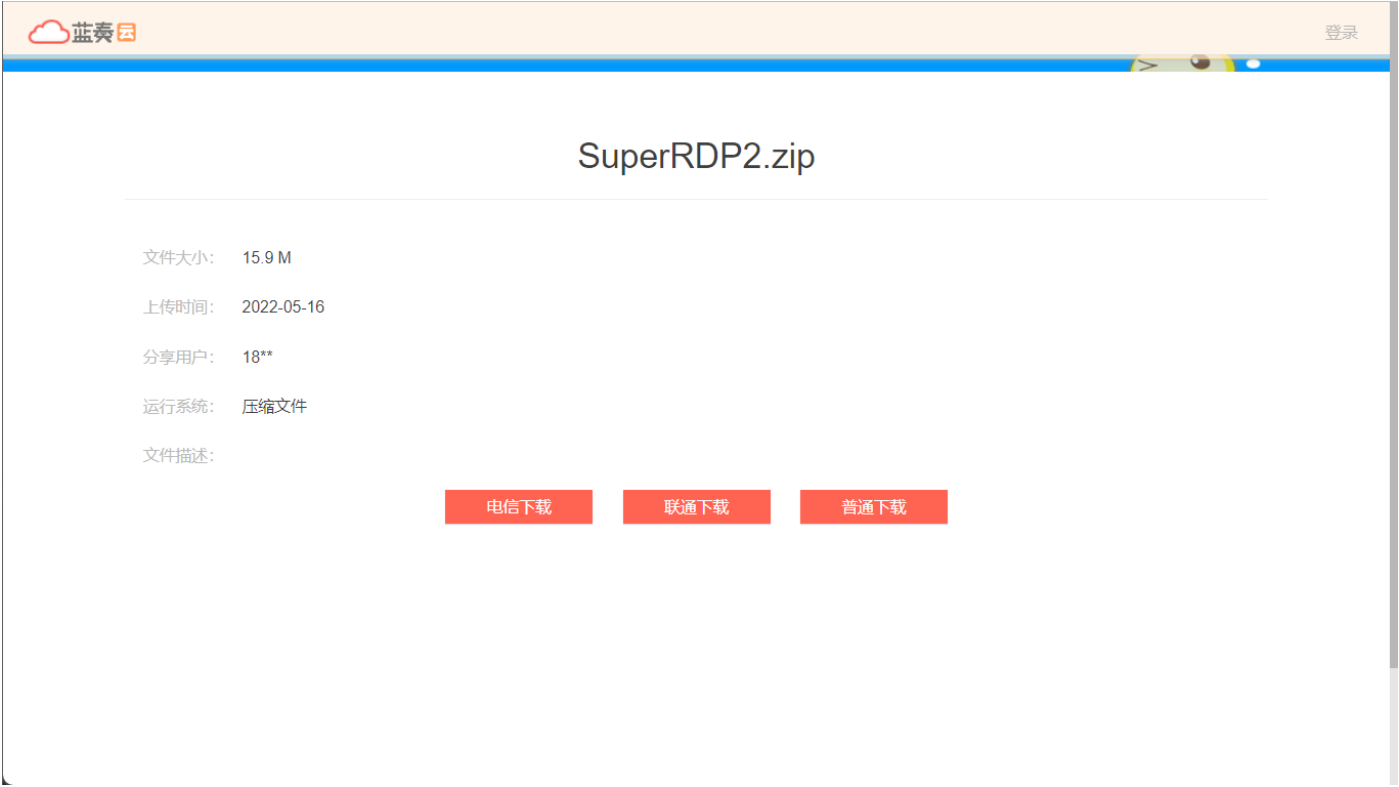 蓝奏云
登录
SuperRDP2.zip
文件大小： 15.9 M
上传时间： 2022-05-16
分享用户： 18**
运行系统： 压缩文件
文件描述：
电信下载 联通下载 普通下载